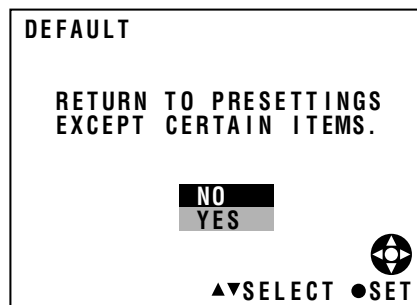 DEFAULT
RETURN TO PRESETTINGS
EXCEPT CERTAIN ITEMS.
NO
YES
▲▼SELECT ●SET